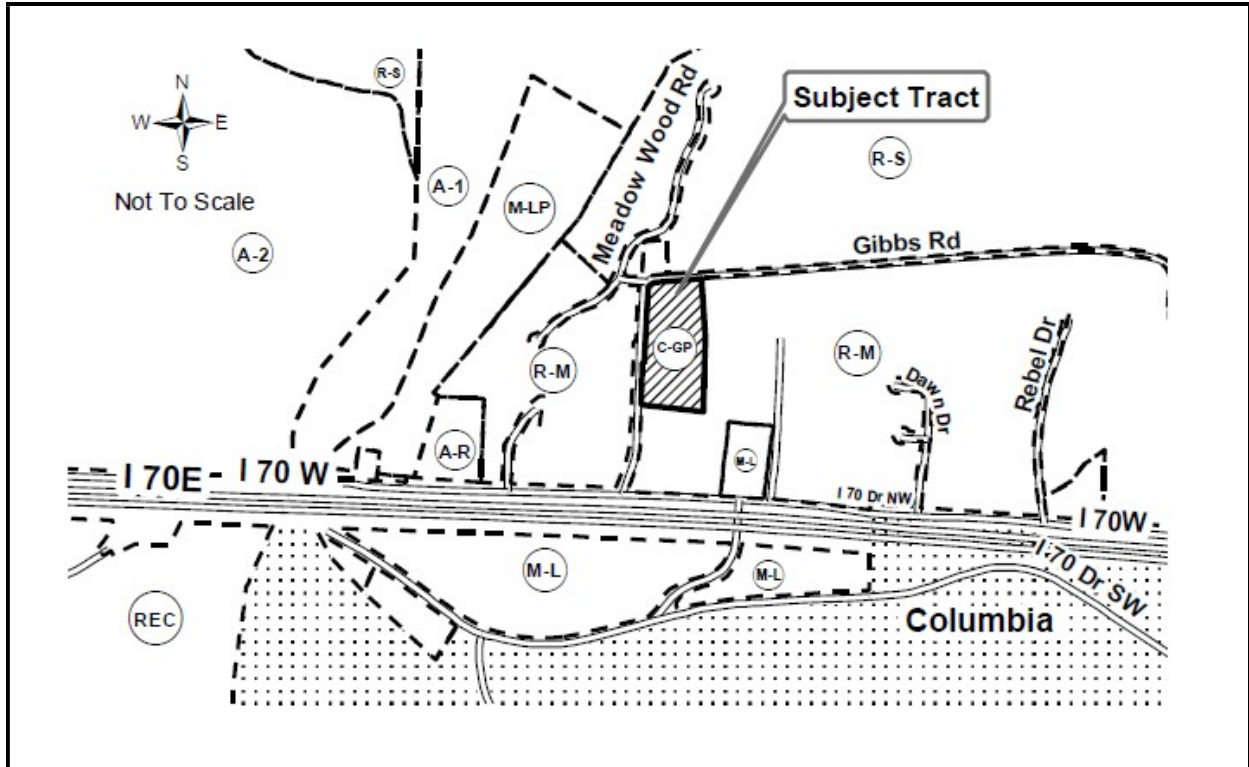 R-S
N
W E
S
Not To Scale
A-1
A-2
M-LP
Meadow Wood Rd
Subject Tract
R-S
Gibbs Rd
C-GP
R-M
R-M
Dawn Dr
Rebel Dr
A-R
M-L
I 70E - I 70 W
I 70 Dr NW
I 70W -
M-L
M-L
I 70 Dr SW
REC
Columbia